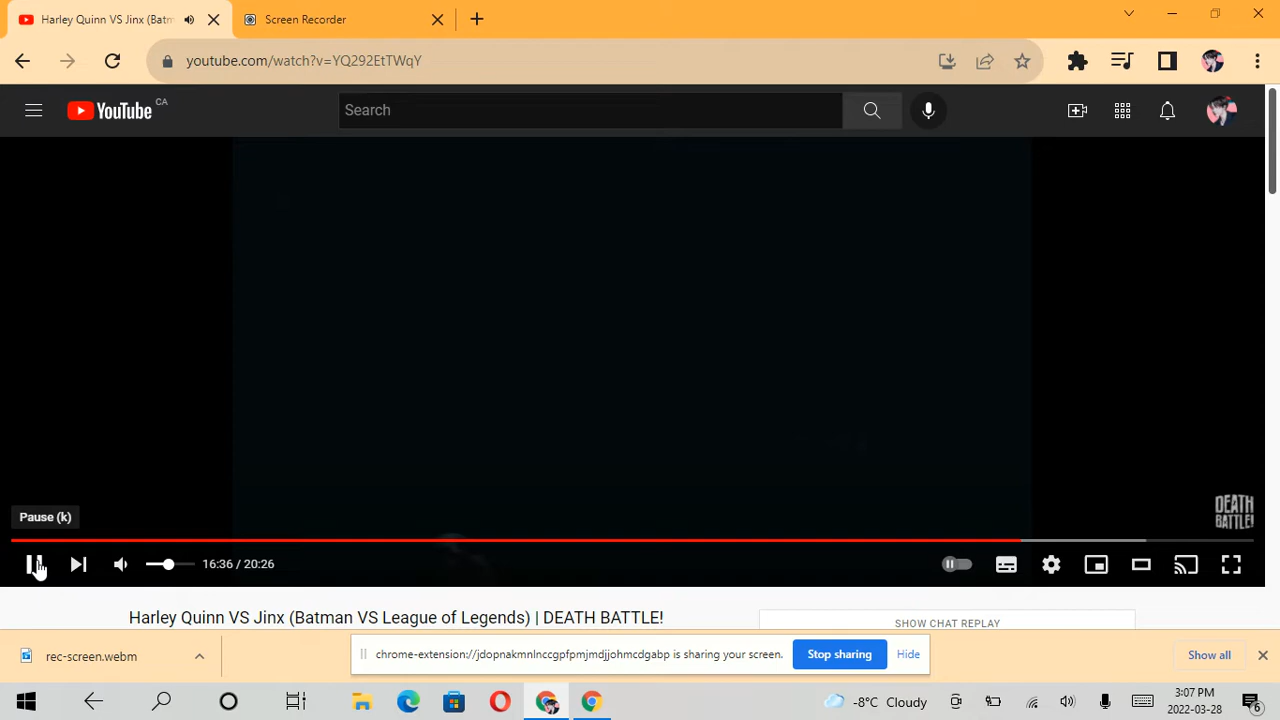 Harley Quinn VS Jinx (Batm
Screen Recorder
youtube.com/watch?v=YQ292EtTWqY
YouTube CA
Search
DEATH BATTLE!
Pause (k)
16:36 / 20:26
Harley Quinn VS Jinx (Batman VS League of Legends) | DEATH BATTLE!
SHOW CHAT REPLAY
rec-screen.webm
chrome-extension://jdopnakmnlnccgpfpmjmdjjohmcdgabp is sharing your screen.
Stop sharing
Hide
Show all
-8°C Cloudy
3:07 PM
2022-03-28
6